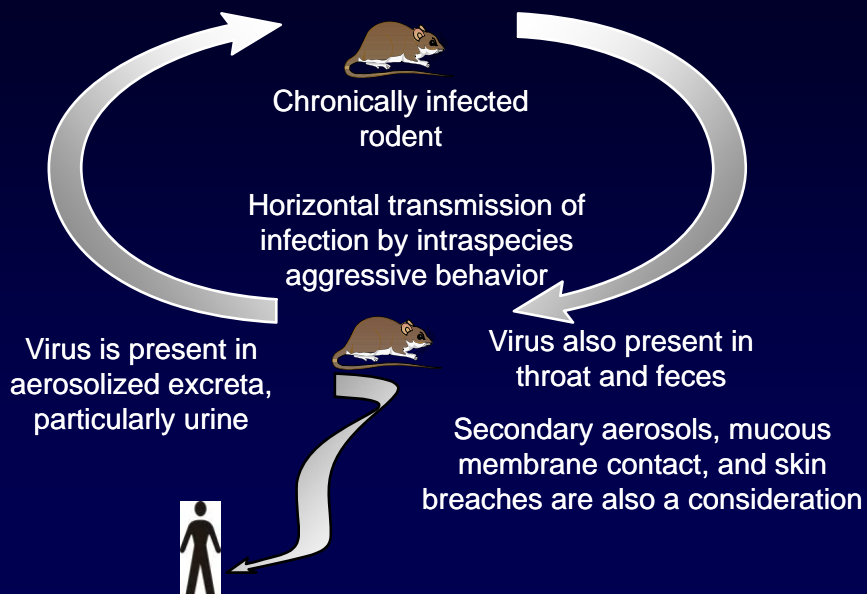 Chronically infected
rodent
Horizontal transmission of
infection by intraspecies
aggressive behavior
Virus is present in
aerosolized excreta,
particularly urine
Virus also present in
throat and feces
Secondary aerosols, mucous
membrane contact, and skin
breaches are also a consideration